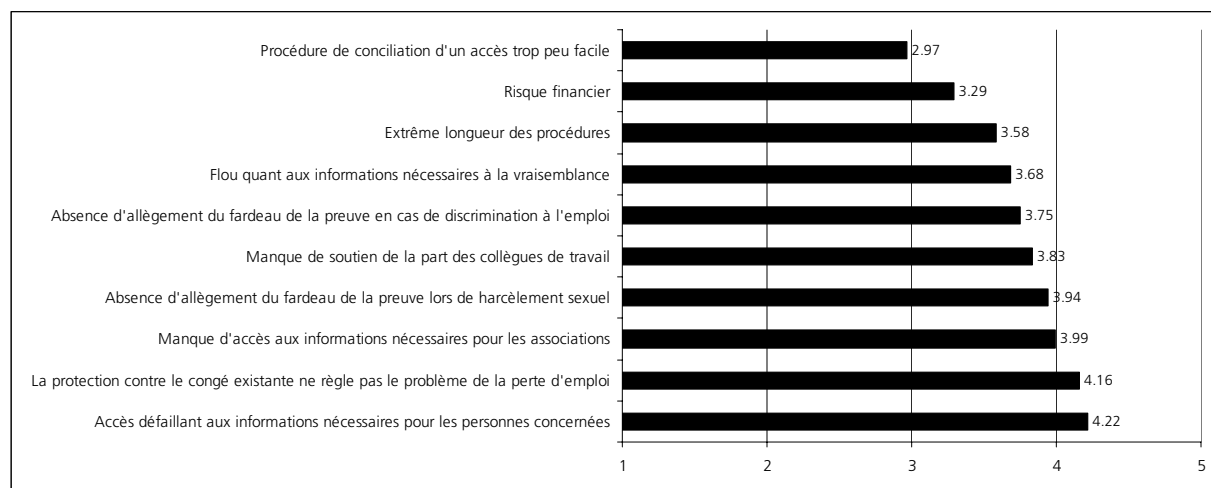 Procédure de conciliation d'un accès trop peu facile 2.97
Risque financier 3.29
Extrême longueur des procédures 3.58
Flou quant aux informations nécessaires à la vraisemblance 3.68
Absence d'allègement du fardeau de la preuve en cas de discrimination à l'emploi 3.75
Manque de soutien de la part des collègues de travail 3.83
Absence d'allègement du fardeau de la preuve lors de harcèlement sexuel 3.94
Manque d'accès aux informations nécessaires pour les associations 3.99
La protection contre le congé existante ne règle pas le problème de la perte d'emploi 4.16
Accès défaillant aux informations nécessaires pour les personnes concernées 4.22
1 2 3 4 5